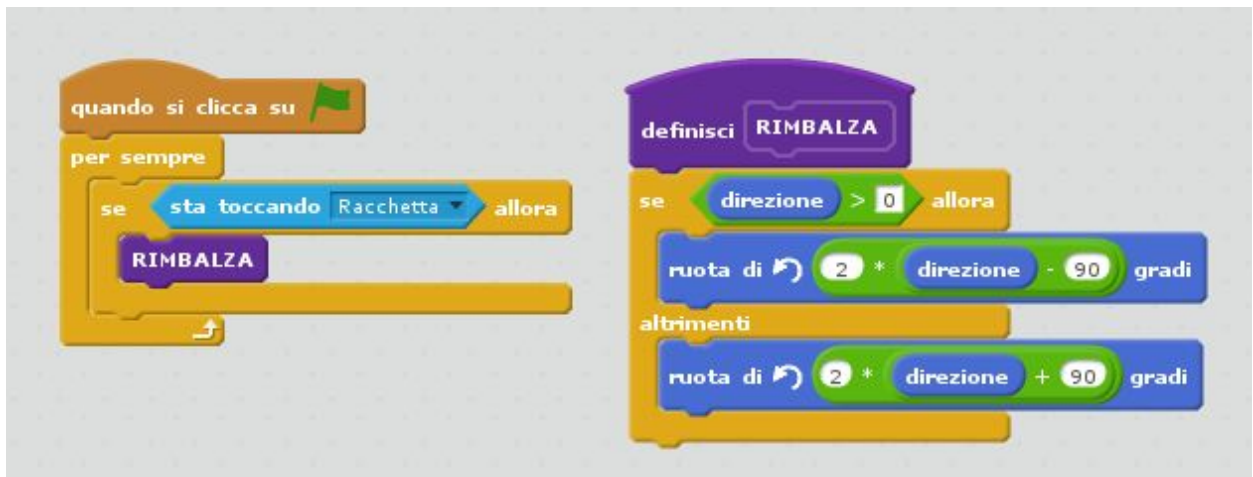 quando si clicca su
per sempre
se sta toccando Racchetta allora
RIMBALZA
definisci RIMBALZA
se direzione > 0 allora
ruota di 2 * direzione - 90 gradi
altrimenti
ruota di 2 * direzione + 90 gradi